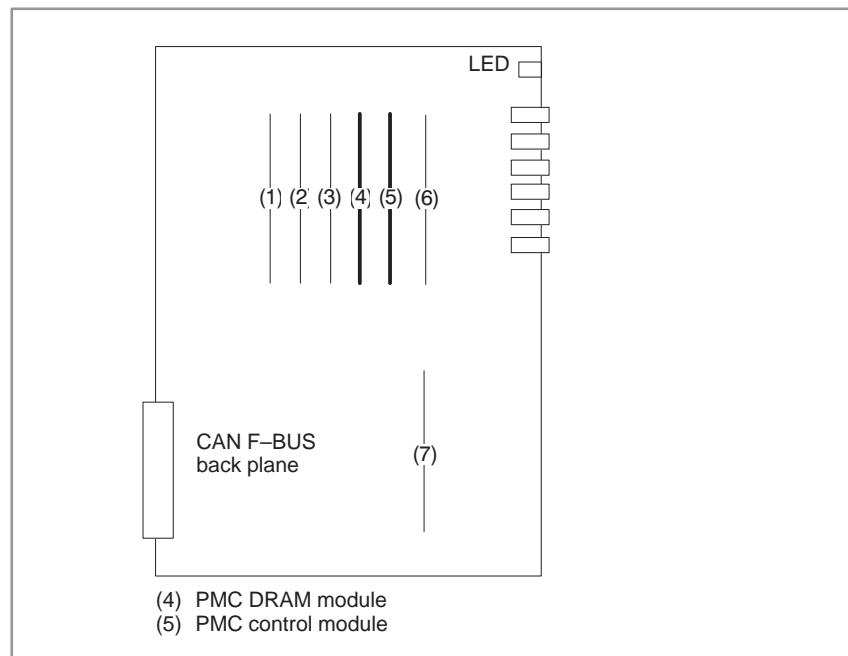 LED
(1) (2) (3) (4) (5) (6)
CAN F–BUS
back plane
(7)
(4) PMC DRAM module
(5) PMC control module